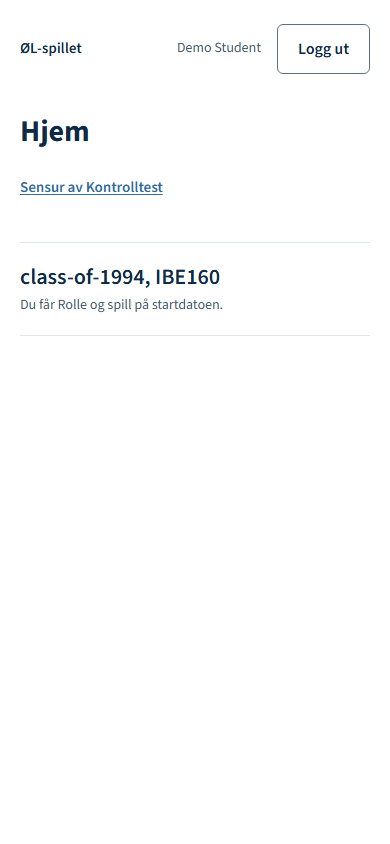 ØL-spillet
Demo Student
Logg ut
Hjem
Sensur av Kontrolltest
class-of-1994, IBE160
Du får Rolle og spill på startdatoen.